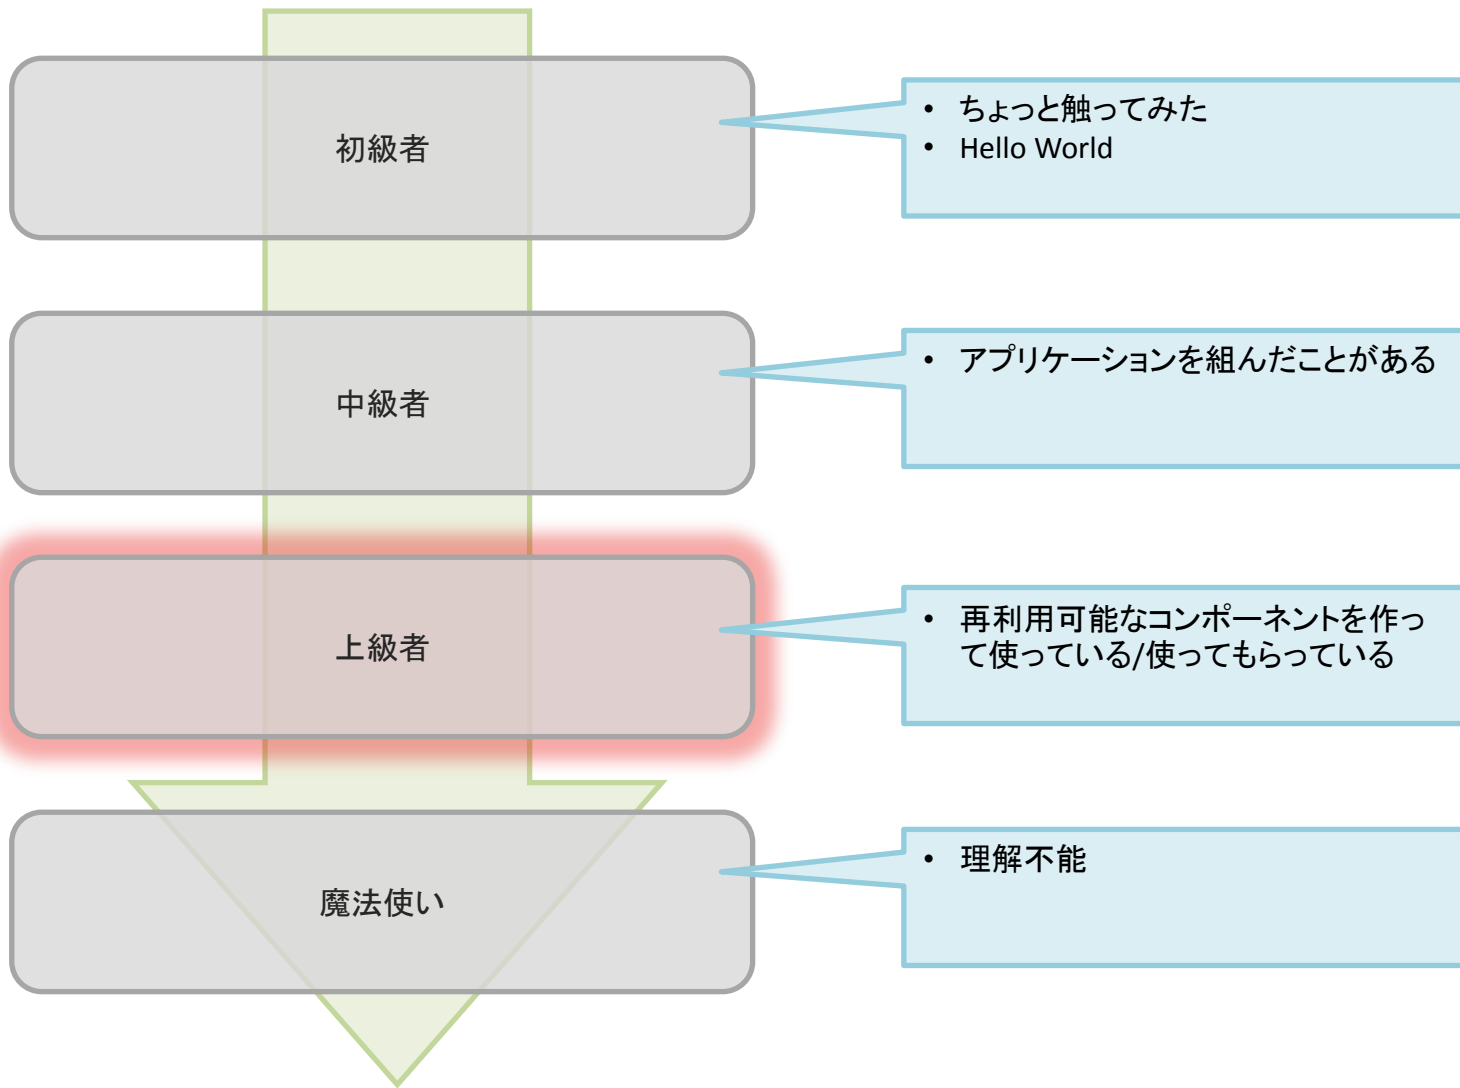 初級者
• ちょっと触ってみた
• Hello World
中級者
• アプリケーションを組んだことがある
上級者
• 再利用可能なコンポーネントを作っ
て使っている/使ってもらっている
魔法使い
• 理解不能